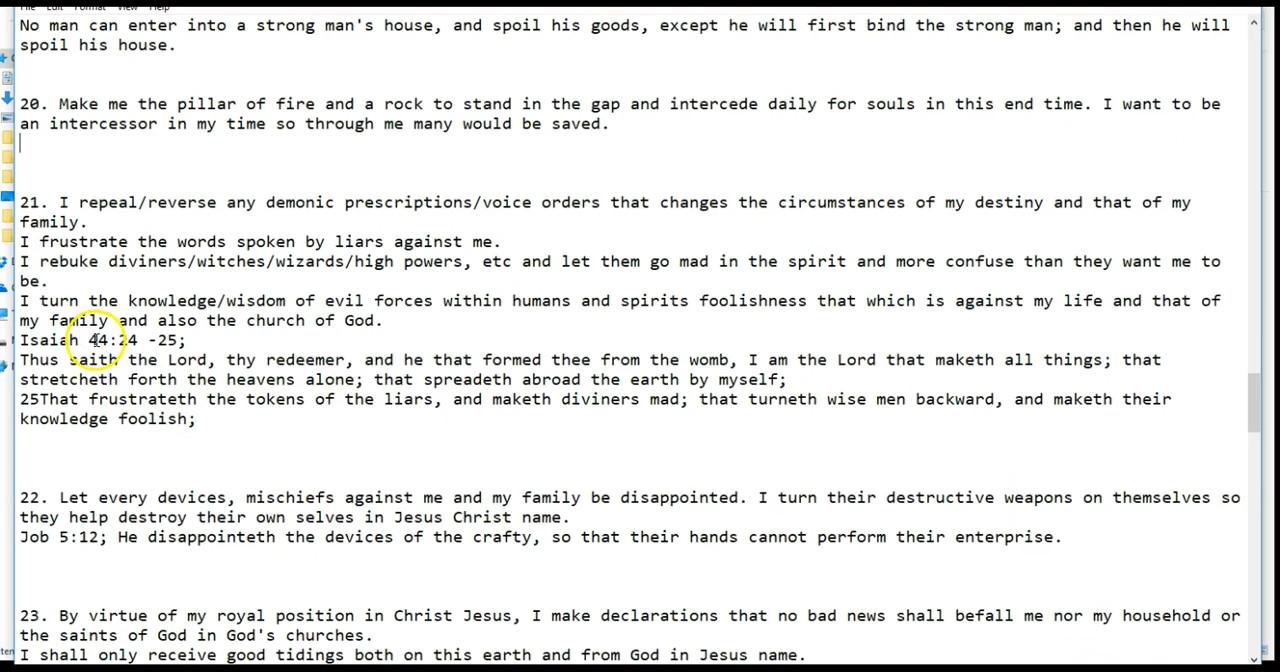 File Edit Format View Help
No man can enter into a strong man's house, and spoil his goods, except he will first bind the strong man; and then he will
spoil his house.
20. Make me the pillar of fire and a rock to stand in the gap and intercede daily for souls in this end time. I want to be
an intercessor in my time so through me many would be saved.
21. I repeal/reverse any demonic prescriptions/voice orders that changes the circumstances of my destiny and that of my
family.
I frustrate the words spoken by liars against me.
I rebuke diviners/witches/wizards/high powers, etc and let them go mad in the spirit and more confuse than they want me to
be.
I turn the knowledge/wisdom of evil forces within humans and spirits foolishness that which is against my life and that of
my family and also the church of God.
Isaiah 44:24 -25;
Thus saith the Lord, thy redeemer, and he that formed thee from the womb, I am the Lord that maketh all things; that
stretcheth forth the heavens alone; that spreadeth abroad the earth by myself;
25That frustrateth the tokens of the liars, and maketh diviners mad; that turneth wise men backward, and maketh their
knowledge foolish;
22. Let every devices, mischiefs against me and my family be disappointed. I turn their destructive weapons on themselves so
they help destroy their own selves in Jesus Christ name.
Job 5:12; He disappointeth the devices of the crafty, so that their hands cannot perform their enterprise.
23. By virtue of my royal position in Christ Jesus, I make declarations that no bad news shall befall me nor my household or
the saints of God in God's churches.
I shall only receive good tidings both on this earth and from God in Jesus name.